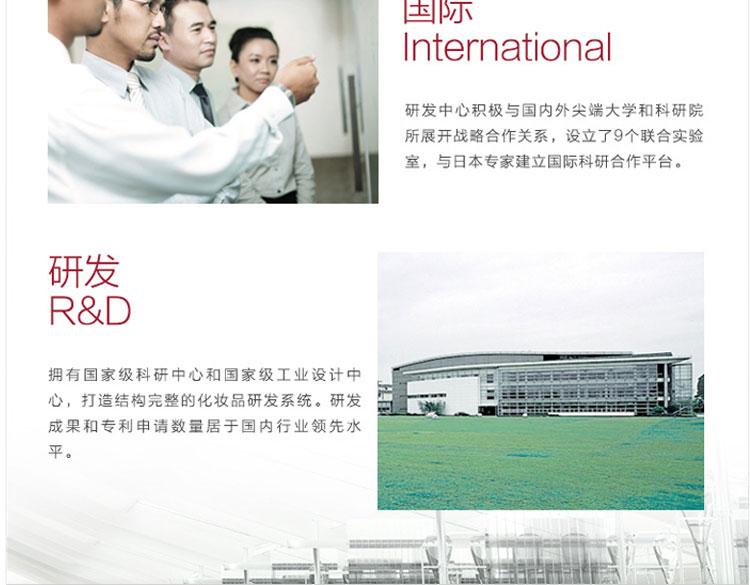 国际
International
研发中心积极与国内外尖端大学和科研院
所展开战略合作关系，设立了9个联合实验
室，与日本专家建立国际科研合作平台。
研发
R&D
拥有国家级科研中心和国家级工业设计中
心，打造结构完整的化妆品研发系统。研发
成果和专利申请数量居于国内行业领先水
平。